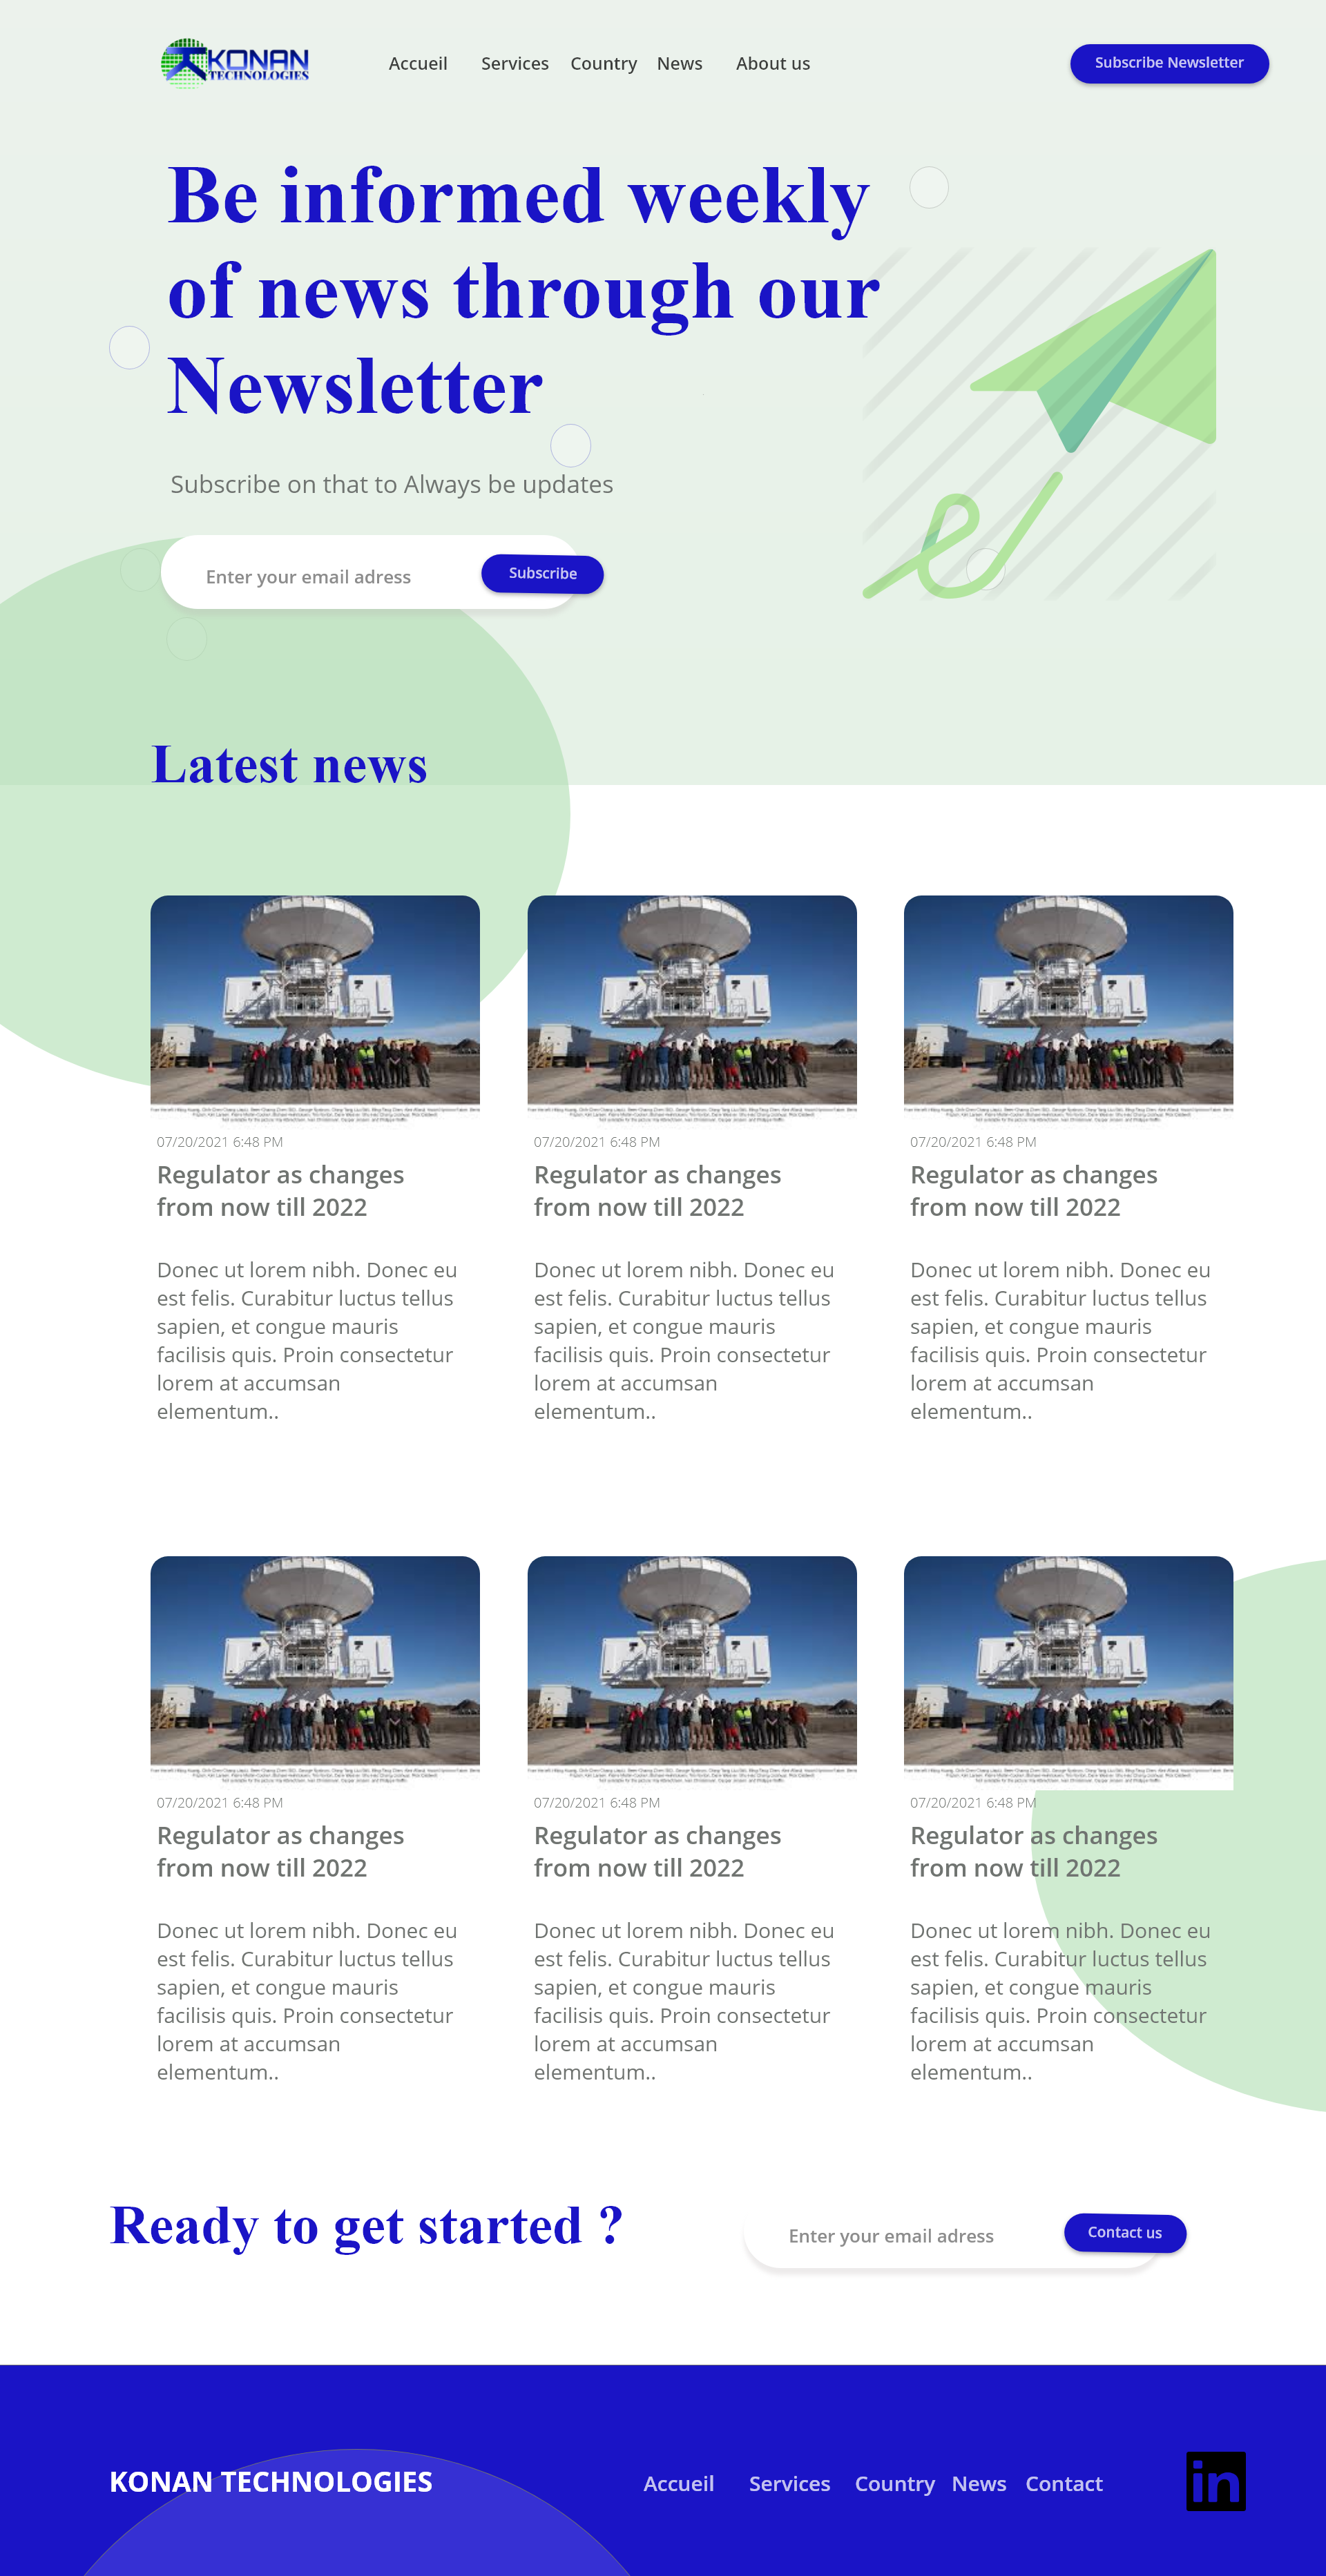 KONAN
TECHNOLOGIES
Accueil Services Country News About us
Subscribe Newsletter
Be informed weekly
of news through our
Newsletter
Subscribe on that to Always be updates
Enter your email adress
Subscribe
Latest news
07/20/2021 6:48 PM
Regulator as changes
from now till 2022
Donec ut lorem nibh. Donec eu
est felis. Curabitur luctus tellus
sapien, et congue mauris
facilisis quis. Proin consectetur
lorem at accumsan
elementum..
07/20/2021 6:48 PM
Regulator as changes
from now till 2022
Donec ut lorem nibh. Donec eu
est felis. Curabitur luctus tellus
sapien, et congue mauris
facilisis quis. Proin consectetur
lorem at accumsan
elementum..
07/20/2021 6:48 PM
Regulator as changes
from now till 2022
Donec ut lorem nibh. Donec eu
est felis. Curabitur luctus tellus
sapien, et congue mauris
facilisis quis. Proin consectetur
lorem at accumsan
elementum..
07/20/2021 6:48 PM
Regulator as changes
from now till 2022
Donec ut lorem nibh. Donec eu
est felis. Curabitur luctus tellus
sapien, et congue mauris
facilisis quis. Proin consectetur
lorem at accumsan
elementum..
07/20/2021 6:48 PM
Regulator as changes
from now till 2022
Donec ut lorem nibh. Donec eu
est felis. Curabitur luctus tellus
sapien, et congue mauris
facilisis quis. Proin consectetur
lorem at accumsan
elementum..
07/20/2021 6:48 PM
Regulator as changes
from now till 2022
Donec ut lorem nibh. Donec eu
est felis. Curabitur luctus tellus
sapien, et congue mauris
facilisis quis. Proin consectetur
lorem at accumsan
elementum..
Ready to get started ?
Enter your email adress
Contact us
KONAN TECHNOLOGIES
Accueil Services Country News Contact
in